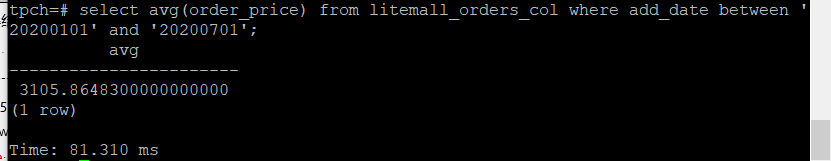 tpch=# select avg(order_price) from litemall_orders_col where add_date between '
20200101' and '20200701';
avg
-----------------------
3105.8648300000000000
(1 row)
Time: 81.310 ms